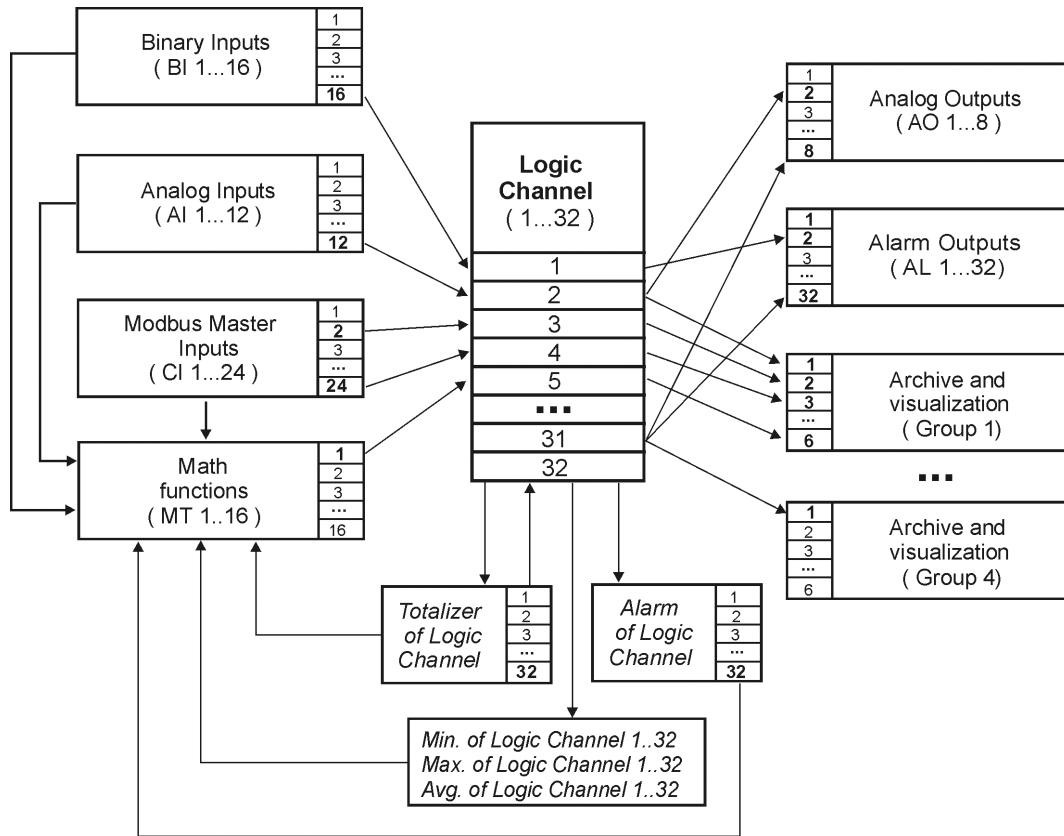 Binary Inputs
( BI 1...16 )
1
2
3
...
16
Analog Inputs
( AI 1...12 )
1
2
3
...
12
Modbus Master
Inputs
( CI 1...24 )
1
2
3
...
24
Math
functions
( MT 1..16 )
1
2
3
...
16
Logic
Channel
( 1...32 )
1
2
3
4
5
...
31
32
Analog Outputs
( AO 1...8 )
1
2
3
...
8
Alarm Outputs
( AL 1...32)
1
2
3
...
32
Archive and
visualization
( Group 1)
1
2
3
...
6
...
Archive and
visualization
( Group 4)
1
2
3
...
6
Totalizer
of Logic
Channel
1
2
3
...
32
Alarm
of Logic
Channel
1
2
3
...
32
Min. of Logic Channel 1..32
Max. of Logic Channel 1..32
Avg. of Logic Channel 1..32